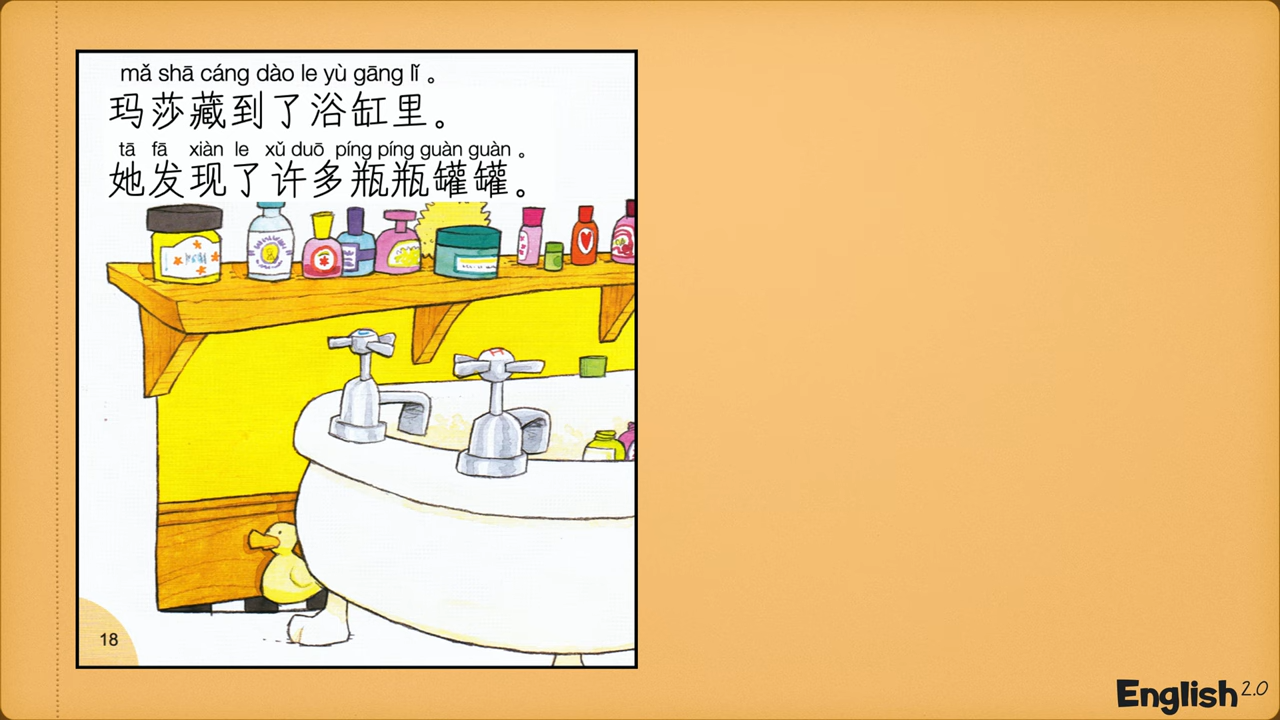 mǎ shā cáng dào le yù gāng lǐ 。
玛莎藏到了浴缸里。
tā fā xiàn le xǔ duō píng píng guàn guàn 。
她发现了许多瓶瓶罐罐。
H
18
English 2.0